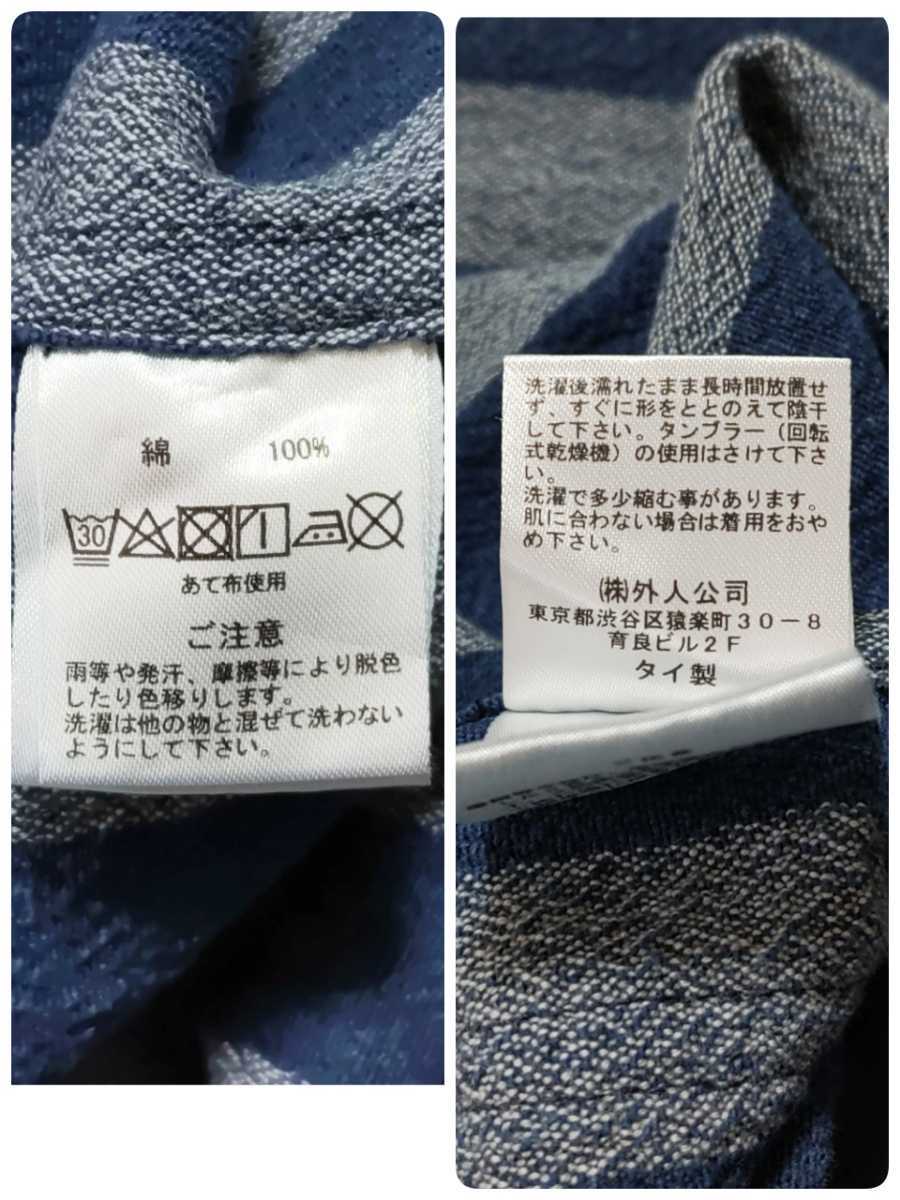 綿 100%
30
あて布使用
ご注意
雨等や発汗、摩擦等により脱色
したり色移りします。
洗濯は他の物と混ぜて洗わない
ようにして下さい。
洗濯後濡れたまま長時間放置せ
ず、すぐに形をととのえて陰干
して下さい。タンブラー（回転
式乾燥機）の使用はさけて下さ
い。
洗濯で多少縮む事があります。
肌に合わない場合は着用をおや
め下さい。
㈱外人公司
東京都渋谷区猿楽町30－8
育良ビル2F
タイ製